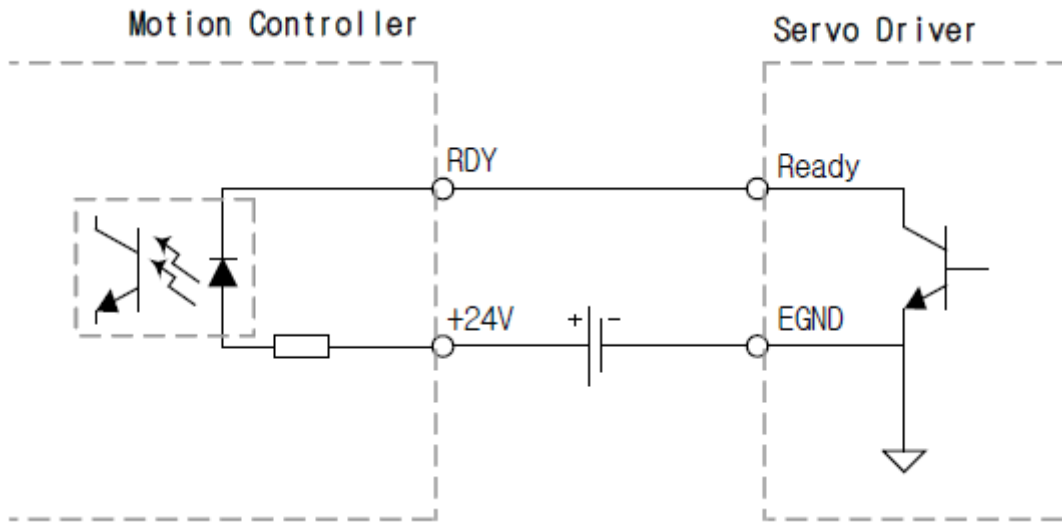 Motion Controller
Servo Driver
RDY
Ready
+24V
+ -
EGND